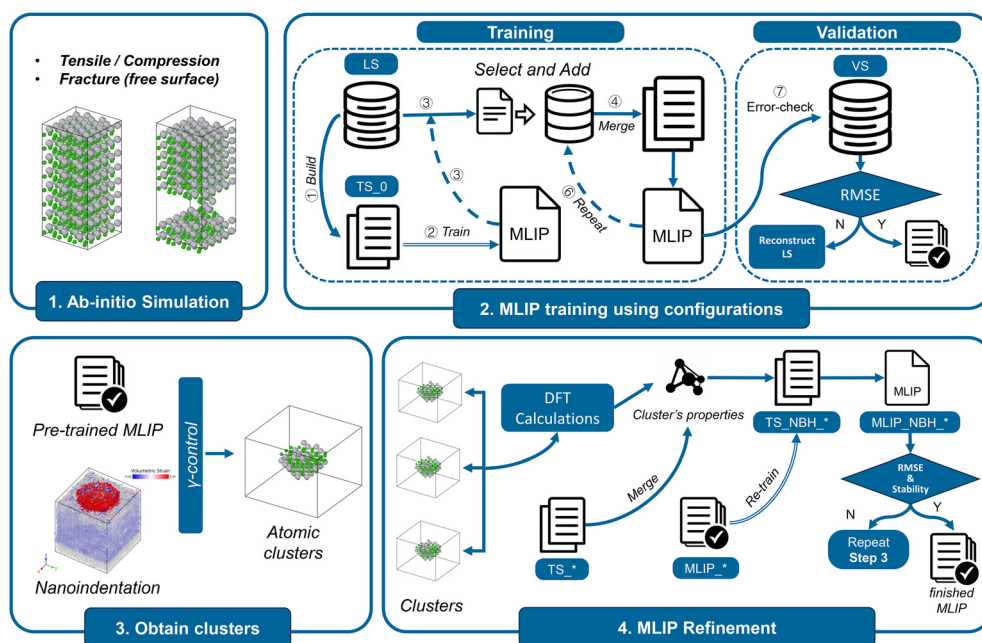 • Tensile / Compression
• Fracture (free surface)
1. Ab-initio Simulation
Training
Validation
LS
Select and Add
③
④
Merge
⑦
Error-check
VS
① Build
③
⑥ Repeat
TS_0
② Train
MLIP
MLIP
RMSE
N
Y
Reconstruct
LS
2. MLIP training using configurations
Pre-trained MLIP
γ-control
Volumetric Strain
Nanoindentation
Atomic
clusters
3. Obtain clusters
Clusters
DFT
Calculations
Cluster's properties
TS_NBH_*
MLIP
MLIP_NBH_*
Merge
Re-train
TS_*
MLIP_*
RMSE
&
Stability
N
Y
Repeat
Step 3
finished
MLIP
4. MLIP Refinement